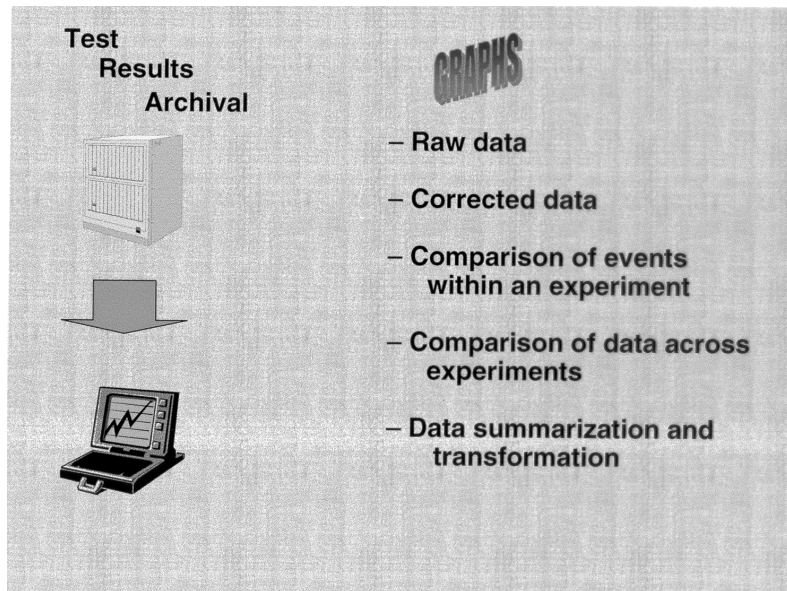 Test
Results
Archival
GRAPHS
– Raw data
– Corrected data
– Comparison of events
within an experiment
– Comparison of data across
experiments
– Data summarization and
transformation